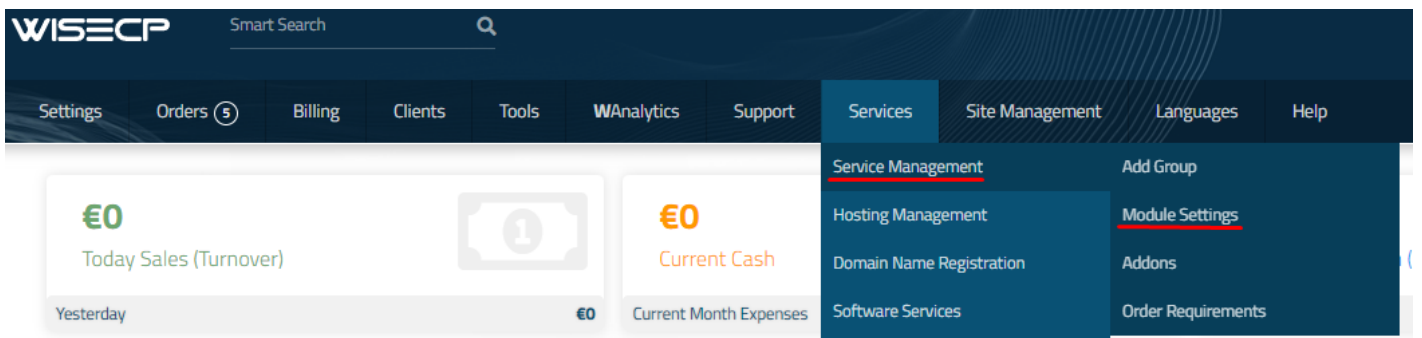 WISECP
Smart Search
Settings Orders 5 Billing Clients Tools WAnalytics Support Services Site Management Languages Help
Service Management Add Group
Hosting Management Module Settings
Domain Name Registration Addons
Software Services Order Requirements
€0
Today Sales (Turnover)
Yesterday €0
€0
Current Cash
Current Month Expenses
1
(